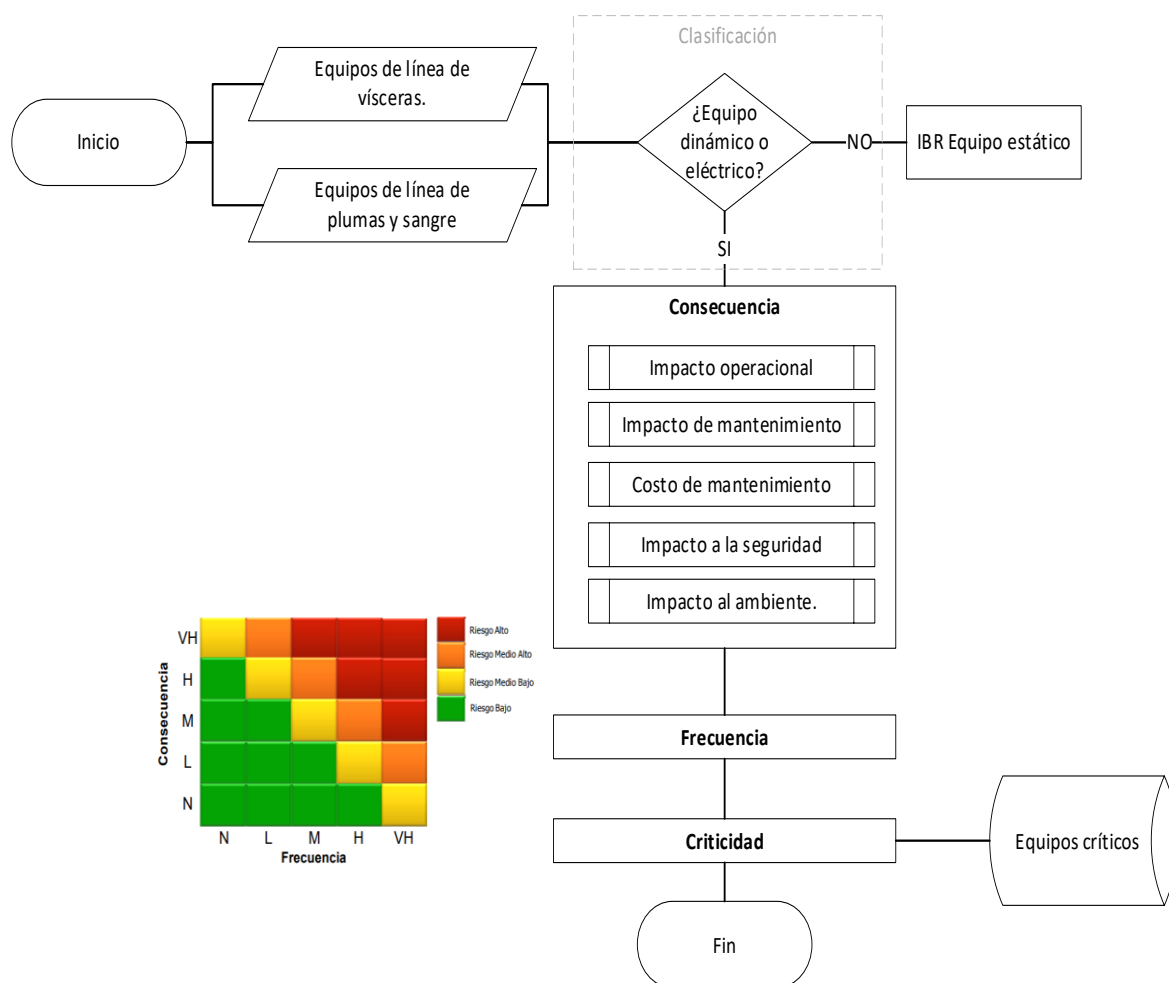 Clasificación
Equipos de línea de
vísceras.
Inicio
¿Equipo
dinámico o
eléctrico?
NO
IBR Equipo estático
Equipos de línea de
plumas y sangre
SI
Consecuencia
Impacto operacional
Impacto de mantenimiento
Costo de mantenimiento
Impacto a la seguridad
Impacto al ambiente.
Consecuencia
VH
H
M
L
N
N L M H VH
Frecuencia
Riesgo Alto
Riesgo Medio Alto
Riesgo Medio Bajo
Riesgo Bajo
Frecuencia
Criticidad
Equipos críticos
Fin